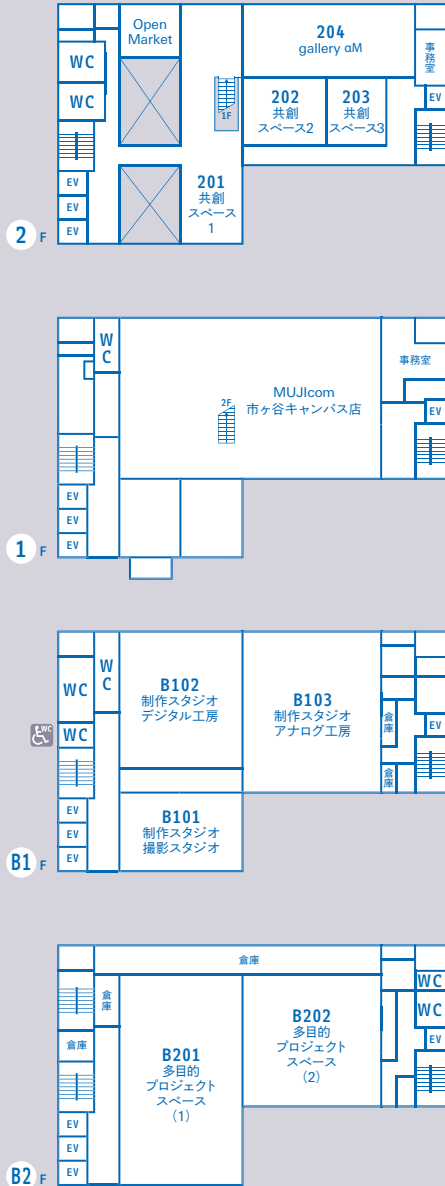 Open
Market
204
gallery αM
事務室
WC
WC
EV
202
共創
スペース2
203
共創
スペース3
1F
EV
EV
EV
201
共創
スペース
1
2 F
WC
事務室
MUJIcom
市ヶ谷キャンパス店
2F
EV
EV
EV
EV
1 F
WC
WC
B102
制作スタジオ
デジタル工房
B103
制作スタジオ
アナログ工房
倉庫
EV
WC
WC
倉庫
EV
EV
EV
B101
制作スタジオ
撮影スタジオ
B1 F
倉庫
WC
倉庫
WC
B202
多目的
プロジェクト
スペース
(2)
EV
倉庫
B201
多目的
プロジェクト
スペース
(1)
EV
EV
EV
B2 F